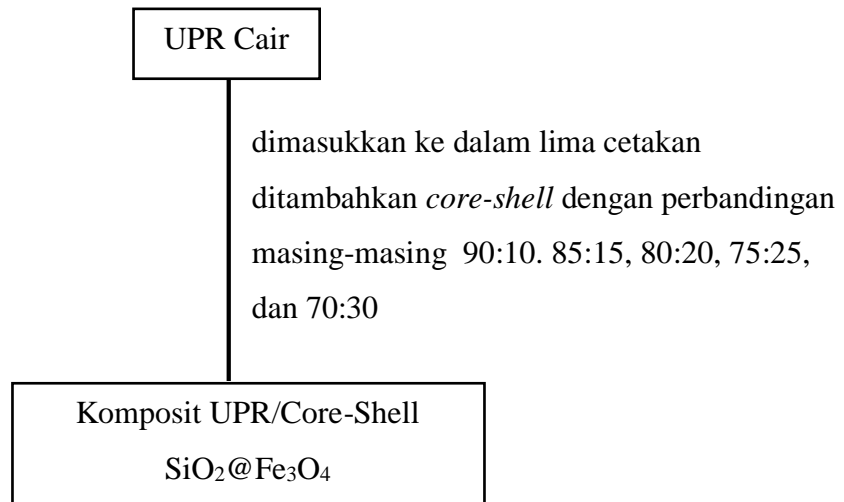 UPR Cair
dimasukkan ke dalam lima cetakan
ditambahkan core-shell dengan perbandingan
masing-masing 90:10. 85:15, 80:20, 75:25,
dan 70:30
Komposit UPR/Core-Shell
SiO₂@Fe₃O₄